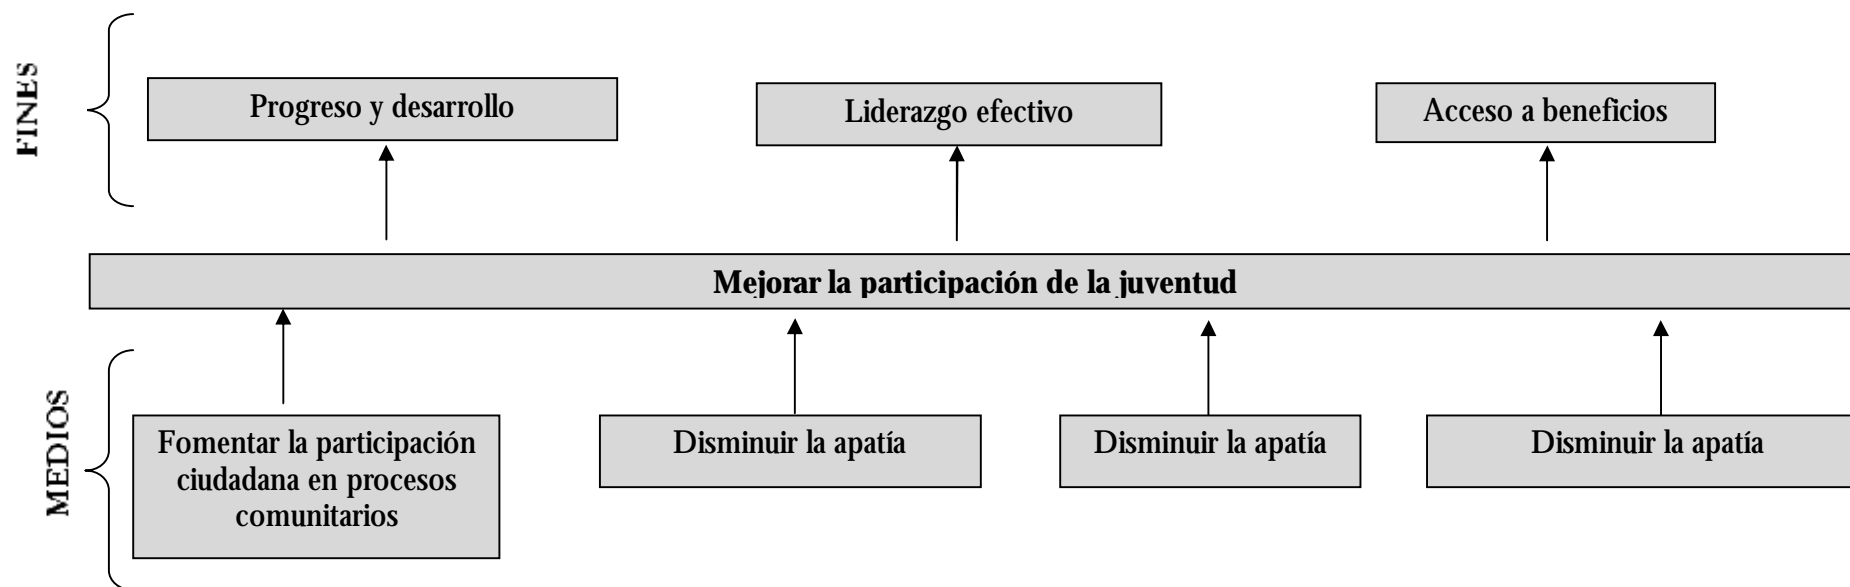 FINES
Progreso y desarrollo
Liderazgo efectivo
Acceso a beneficios
Mejorar la participación de la juventud
MEDIOS
Fomentar la participación
ciudadana en procesos
comunitarios
Disminuir la apatía
Disminuir la apatía
Disminuir la apatía